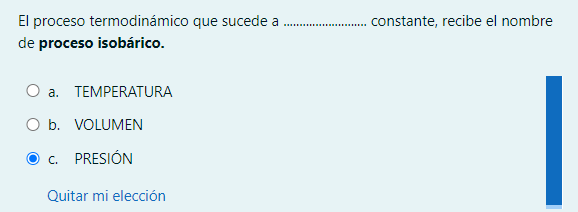 El proceso termodinámico que sucede a .......................... constante, recibe el nombre
de proceso isobárico.
a. TEMPERATURA
b. VOLUMEN
c. PRESIÓN
Quitar mi elección